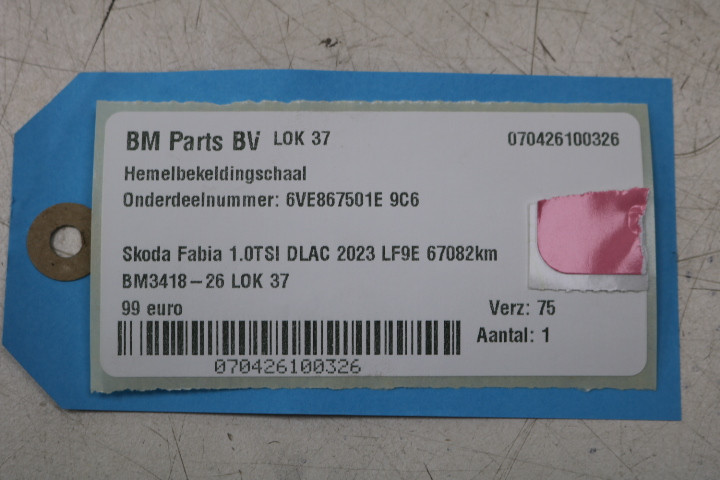 BM Parts BV LOK 37 070426100326
Hemelbekeldingschaal
Onderdeelnummer: 6VE867501E 9C6
Skoda Fabia 1.0TSI DLAC 2023 LF9E 67082km
BM3418-26 LOK 37
99 euro Verz: 75
Aantal: 1
070426100326